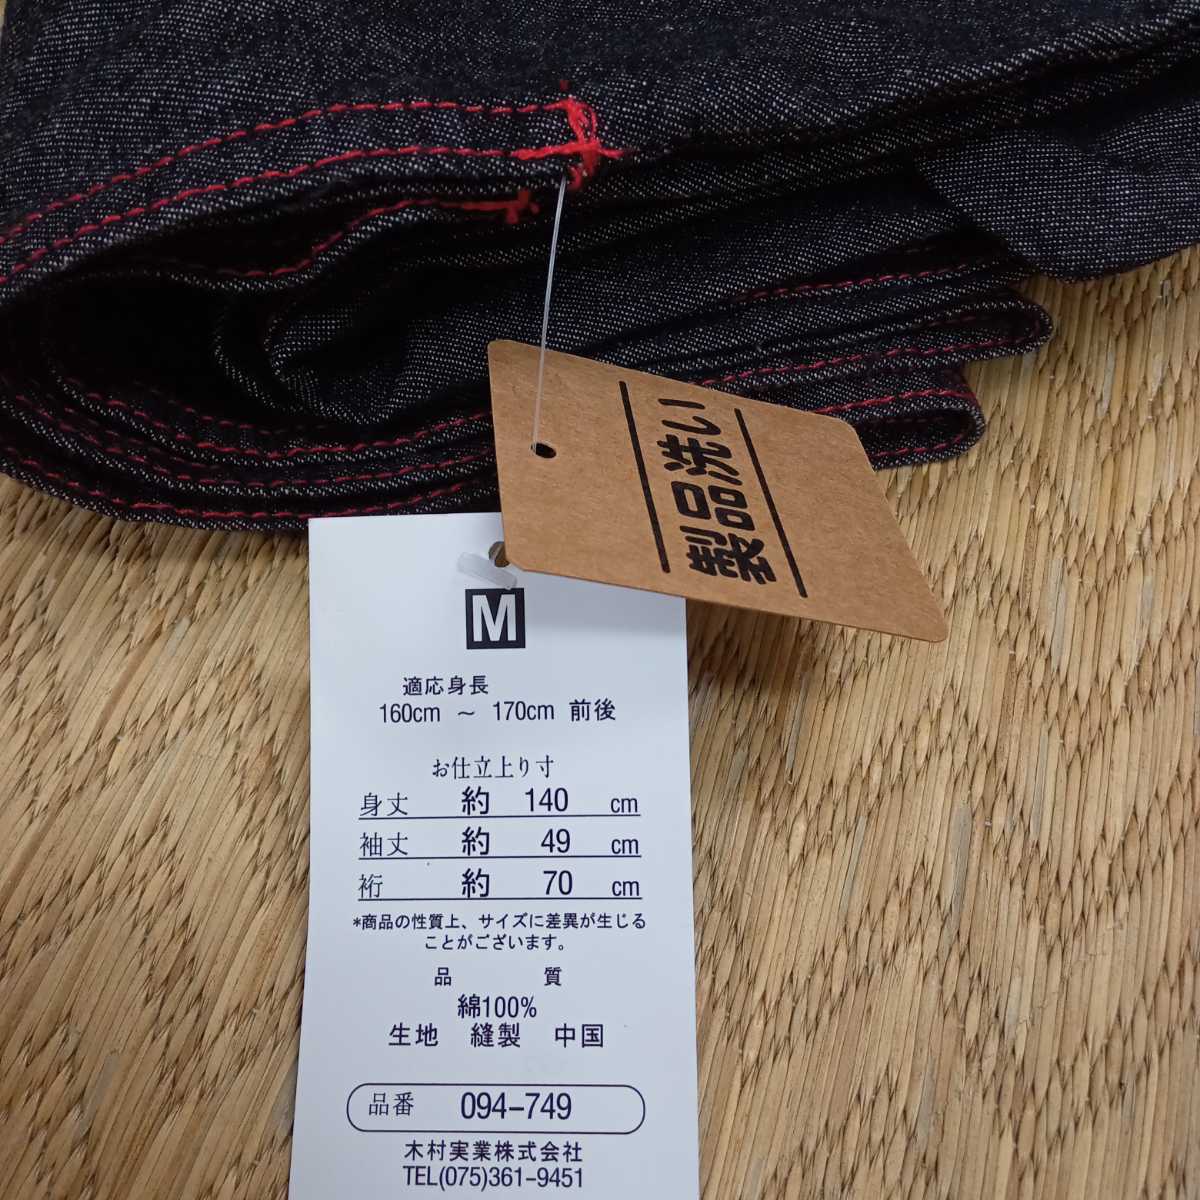 製品洗い
M
適応身長
160cm ～ 170cm 前後
お仕立上り寸
身丈 約 140 cm
袖丈 約 49 cm
裄 約 70 cm
*商品の性質上、サイズに差異が生じる
ことがございます。
品 質
綿100%
生地 縫製 中国
品番 094-749
木村実業株式会社
TEL(075)361-9451